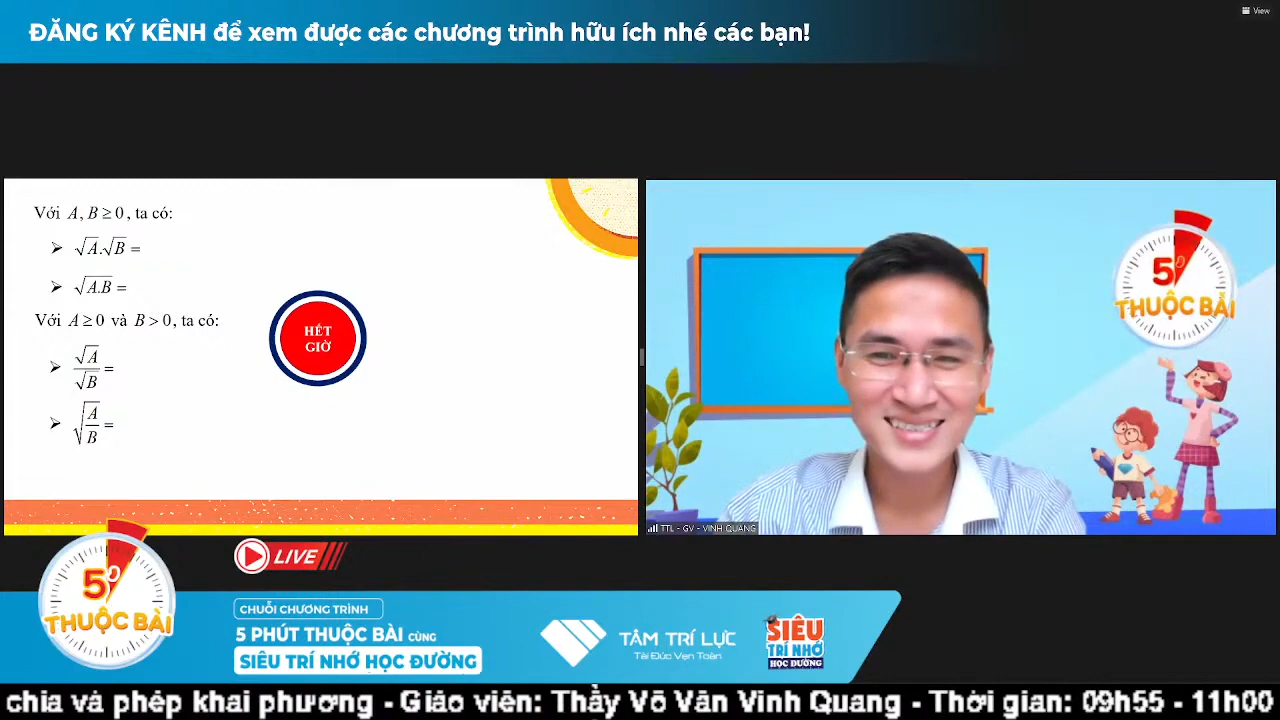 ĐĂNG KÝ KÊNH để xem được các chương trình hữu ích nhé các bạn!
View
Với A, B ≥ 0, ta có:
➢ √A.√B =
➢ √(A.B) =
Với A ≥ 0 và B > 0, ta có:
➢ √A/√B =
➢ √(A/B) =
HẾT
GIỜ
5'
THUỘC BÀI
TTL - GV - VINH QUANG
LIVE
5'
THUỘC BÀI
CHUỖI CHƯƠNG TRÌNH
5 PHÚT THUỘC BÀI CÙNG
SIÊU TRÍ NHỚ HỌC ĐƯỜNG
TÂM TRÍ LỰC
Tài Đức Vẹn Toàn
SIÊU
TRÍ NHỚ
HỌC ĐƯỜNG
chia và phép khai phương - Giáo viên: Thầy Võ Văn Vinh Quang - Thời gian: 09h55 - 11h00